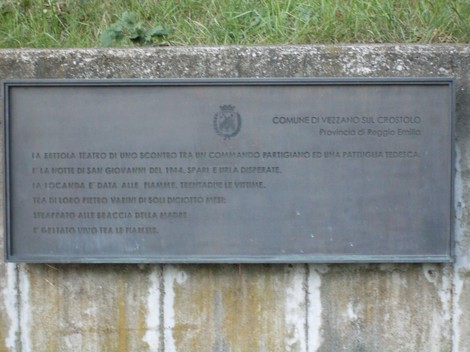 COMUNE DI VEZZANO SUL CROSTOLO
Provincia di Reggio Emilia
LA BETTOLA TEATRO DI UNO SCONTRO TRA UN COMMANDO PARTIGIANO ED UNA PATTUGLIA TEDESCA.
E' LA NOTTE DI SAN GIOVANNI DEL 1944. SPARI E URLA DISPERATE.
LA LOCANDA E' DATA ALLE FIAMME. TRENTADUE LE VITTIME.
TRA DI LORO PIETRO VARINI DI SOLI DICIOTTO MESI:
STRAPPATO ALLE BRACCIA DELLA MADRE
E' GETTATO VIVO TRA LE FIAMME.